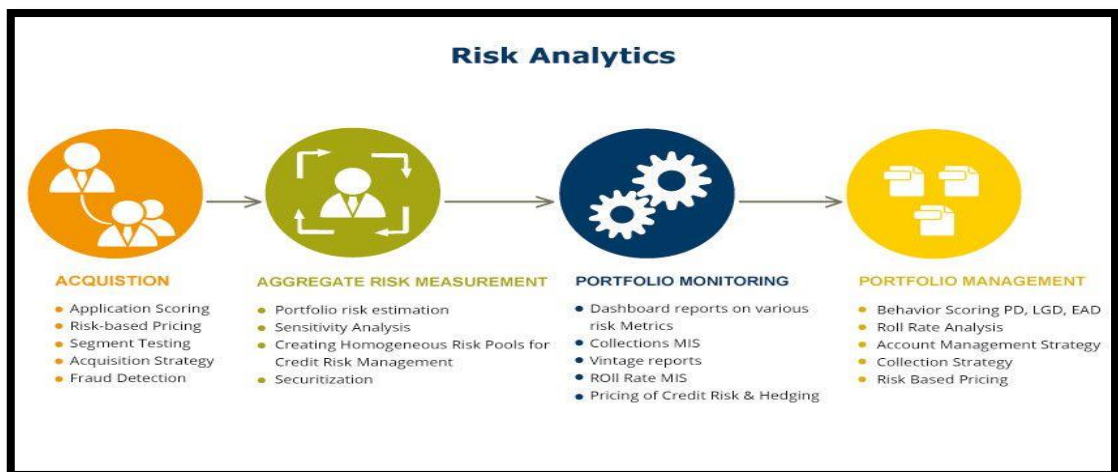 Risk Analytics
ACQUISTION
Application Scoring
Risk-based Pricing
Segment Testing
Acquisition Strategy
Fraud Detection
AGGREGATE RISK MEASUREMENT
Portfolio risk estimation
Sensitivity Analysis
Creating Homogeneous Risk Pools for
Credit Risk Management
Securitization
PORTFOLIO MONITORING
Dashboard reports on various
risk Metrics
Collections MIS
Vintage reports
ROll Rate MIS
Pricing of Credit Risk & Hedging
PORTFOLIO MANAGEMENT
Behavior Scoring PD, LGD, EAD
Roll Rate Analysis
Account Management Strategy
Collection Strategy
Risk Based Pricing